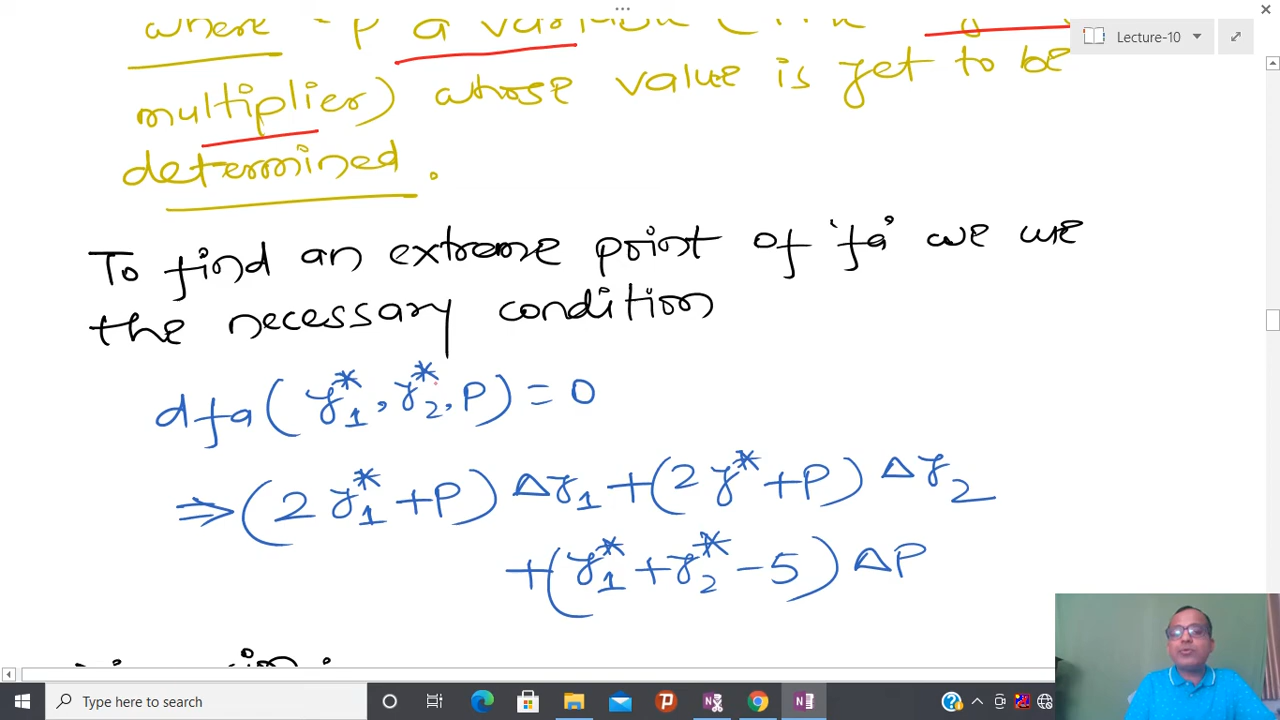 where - P a
Lecture-10
multiplier) whose value is yet to be
determined.
To find an extreme point of 'fa' we use
the necessary condition
dfa(y₁*, y₂*, P) = 0
⇒ (2y₁* + P) Δy₁ + (2y* + P) Δy₂
+ (y₁* + y₂* - 5) ΔP
Type here to search